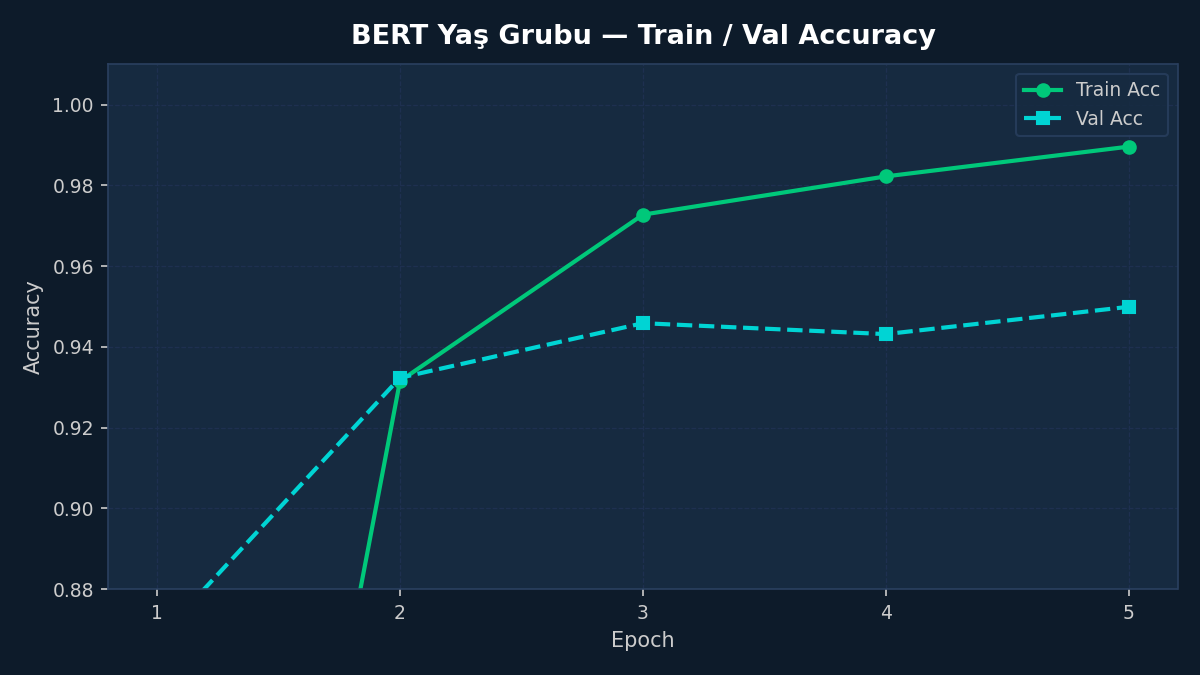 BERT Yaş Grubu — Train / Val Accuracy
Train Acc
Val Acc
1.00
0.98
0.96
0.94
0.92
0.90
0.88
Accuracy
1 2 3 4 5
Epoch